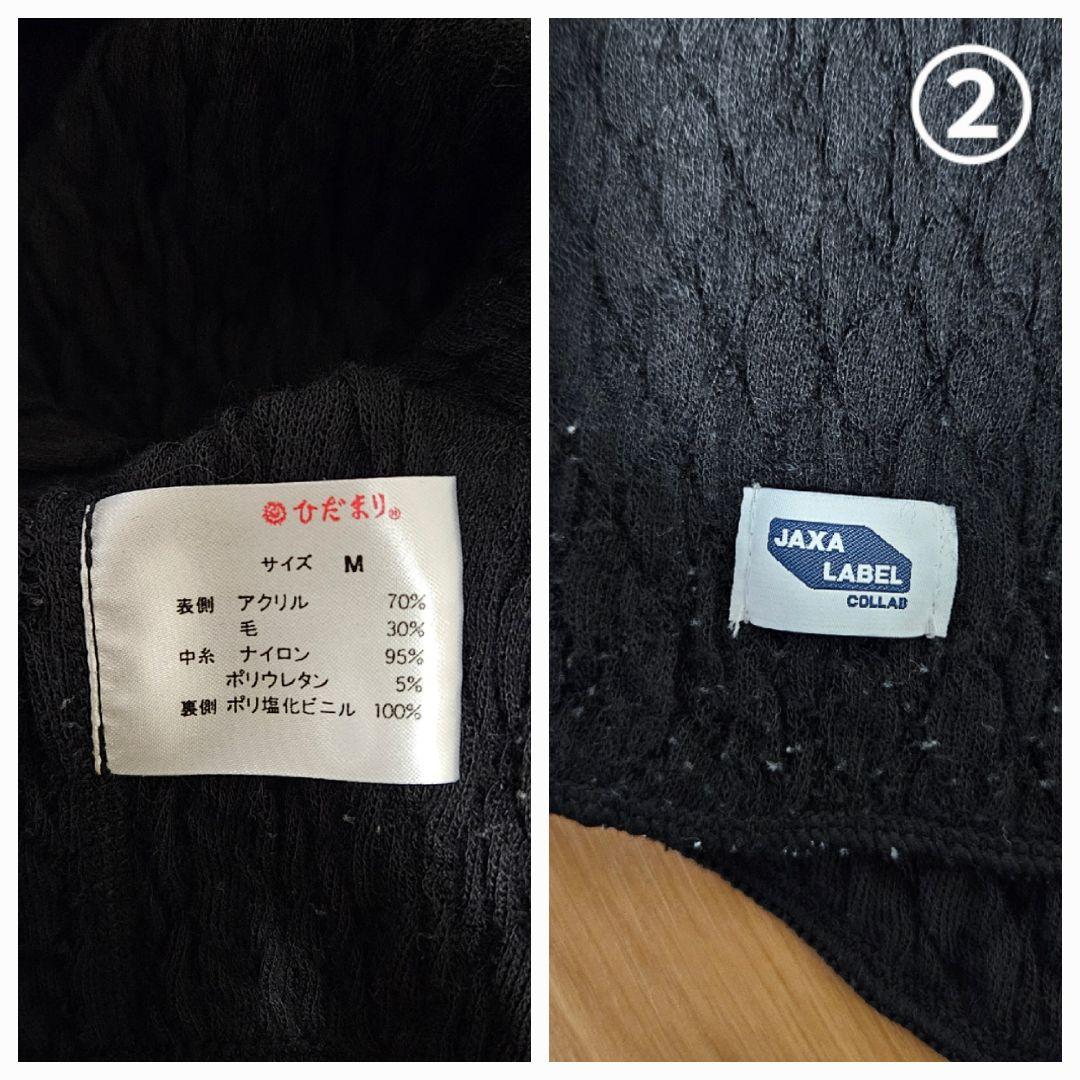 ひだまり®
サイズ M
表側 アクリル 70%
毛 30%
中糸 ナイロン 95%
ポリウレタン 5%
裏側 ポリ塩化ビニル 100%
②
JAXA
LABEL
COLLAB